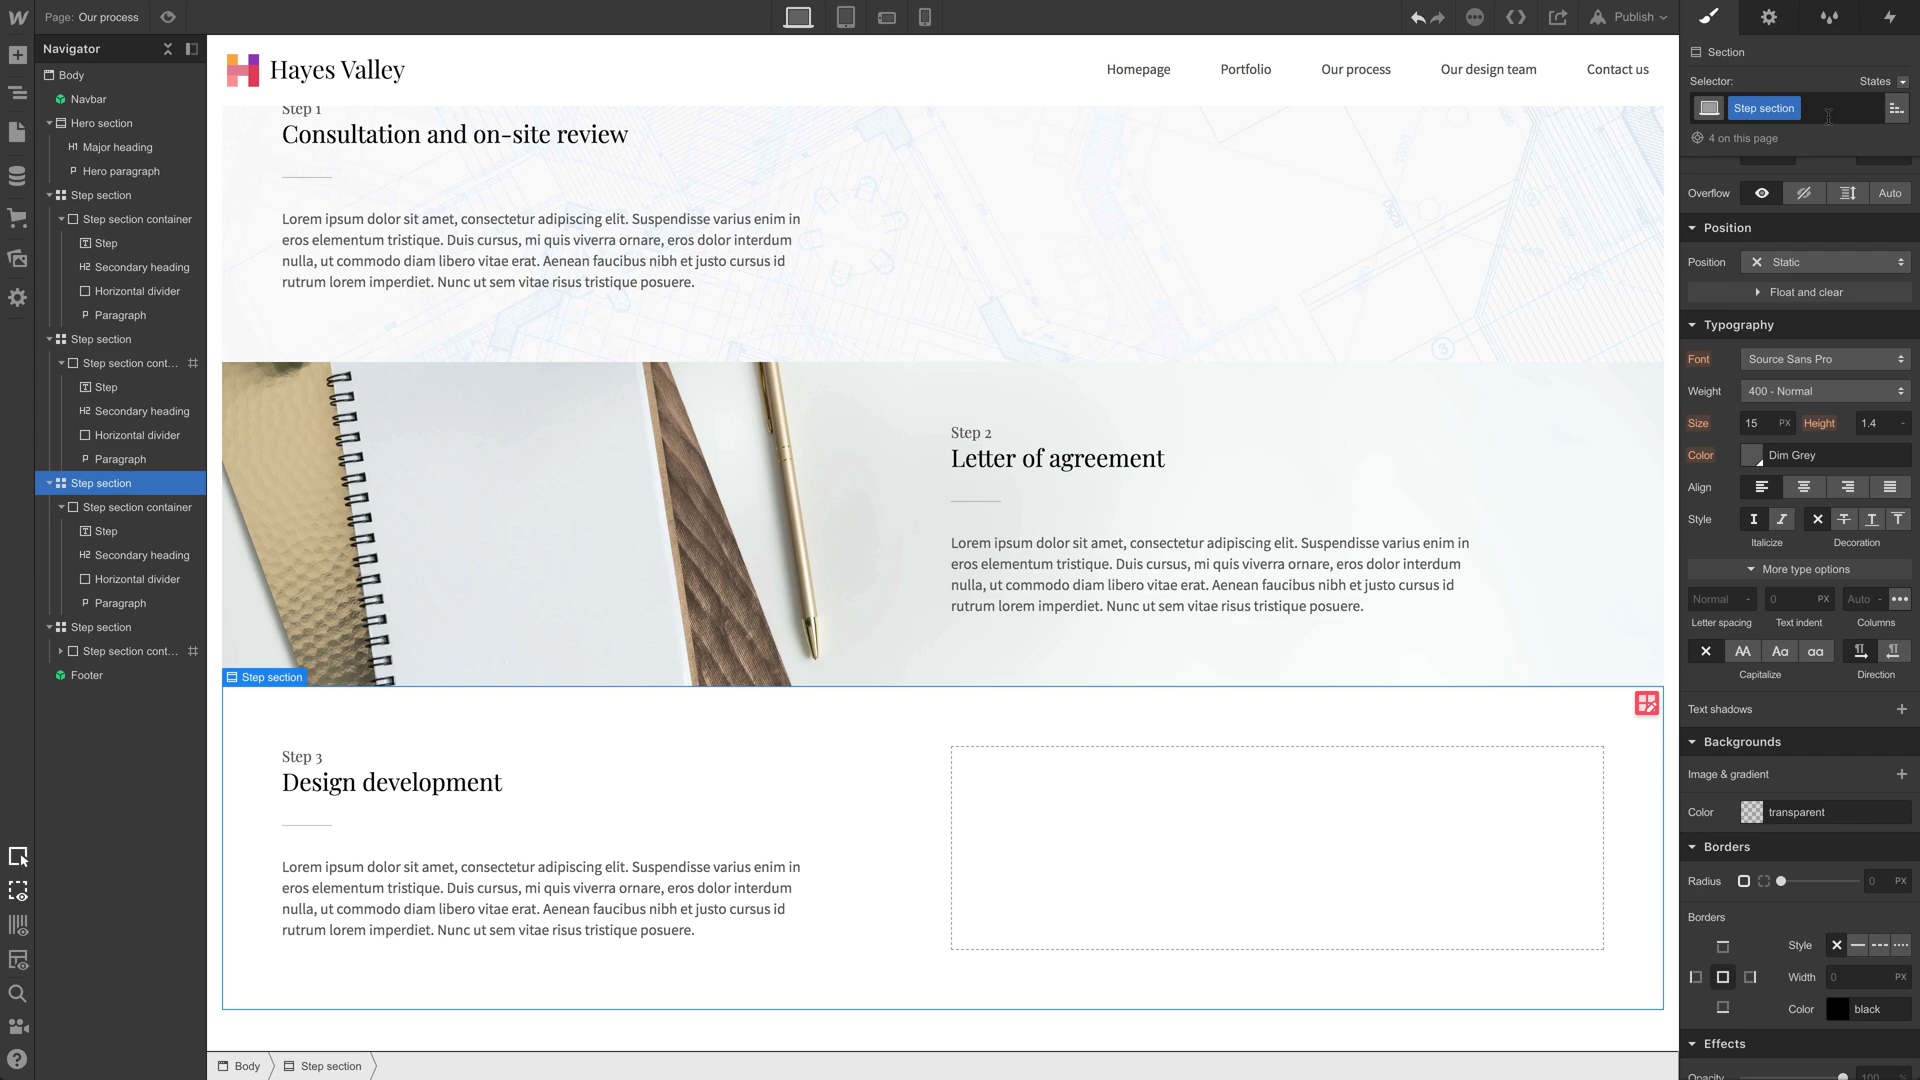 Page: Our process
Publish
Navigator
Body
Navbar
Hero section
H1 Major heading
P Hero paragraph
Step section
Step section container
Step
H2 Secondary heading
Horizontal divider
P Paragraph
Step section
Step section cont...
Step
H2 Secondary heading
Horizontal divider
P Paragraph
Step section
Step section container
Step
H2 Secondary heading
Horizontal divider
P Paragraph
Step section
Step section cont...
Footer
Hayes Valley
Homepage
Portfolio
Our process
Our design team
Contact us
Step 1
Consultation and on-site review
Lorem ipsum dolor sit amet, consectetur adipiscing elit. Suspendisse varius enim in
eros elementum tristique. Duis cursus, mi quis viverra ornare, eros dolor interdum
nulla, ut commodo diam libero vitae erat. Aenean faucibus nibh et justo cursus id
rutrum lorem imperdiet. Nunc ut sem vitae risus tristique posuere.
Step 2
Letter of agreement
Lorem ipsum dolor sit amet, consectetur adipiscing elit. Suspendisse varius enim in
eros elementum tristique. Duis cursus, mi quis viverra ornare, eros dolor interdum
nulla, ut commodo diam libero vitae erat. Aenean faucibus nibh et justo cursus id
rutrum lorem imperdiet. Nunc ut sem vitae risus tristique posuere.
Step section
Step 3
Design development
Lorem ipsum dolor sit amet, consectetur adipiscing elit. Suspendisse varius enim in
eros elementum tristique. Duis cursus, mi quis viverra ornare, eros dolor interdum
nulla, ut commodo diam libero vitae erat. Aenean faucibus nibh et justo cursus id
rutrum lorem imperdiet. Nunc ut sem vitae risus tristique posuere.
Body
Step section
Section
Selector:
States
Step section
4 on this page
Overflow
Auto
Position
Position
Static
Float and clear
Typography
Font
Source Sans Pro
Weight
400 - Normal
Size
15 PX
Height
1.4 -
Color
Dim Grey
Align
Style
Italicize
Decoration
More type options
Normal -
0 PX
Auto -
Letter spacing
Text indent
Columns
AA
Aa
aa
Capitalize
Direction
Text shadows
Backgrounds
Image & gradient
Color
transparent
Borders
Radius
0 PX
Borders
Style
Width
0 PX
Color
black
Effects
Opacity
100 %